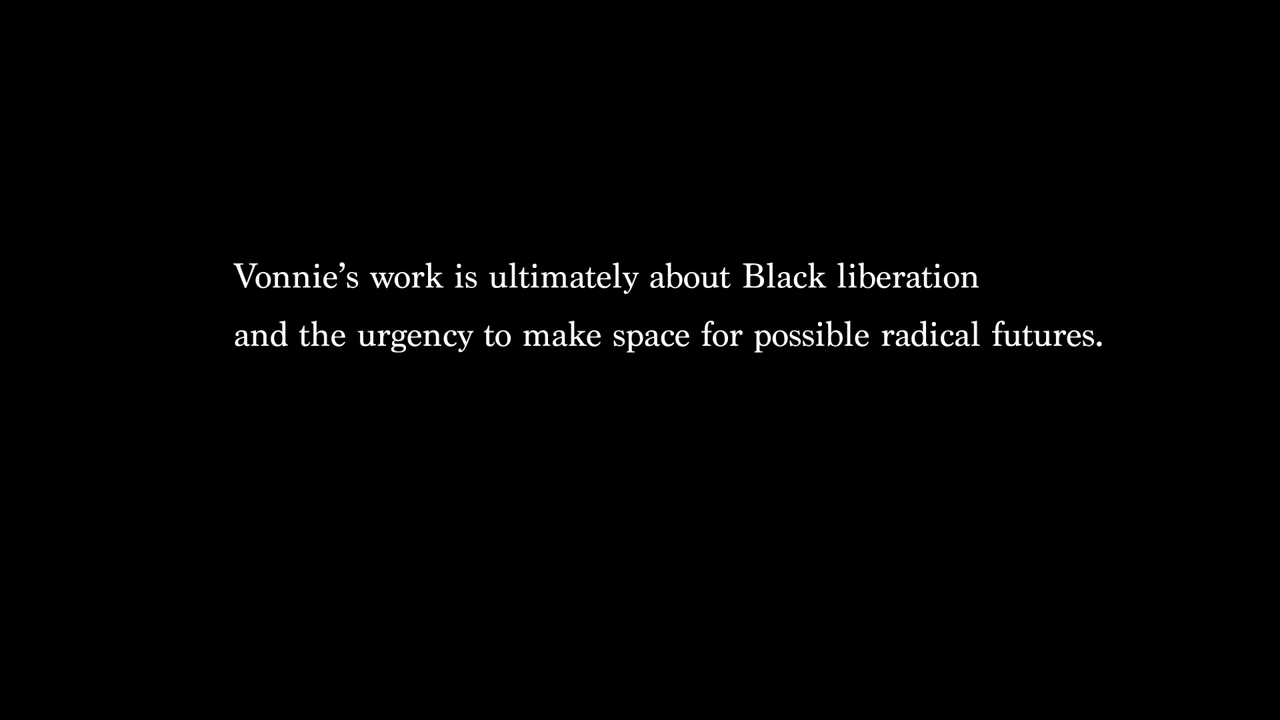 Vonnie’s work is ultimately about Black liberation
and the urgency to make space for possible radical futures.